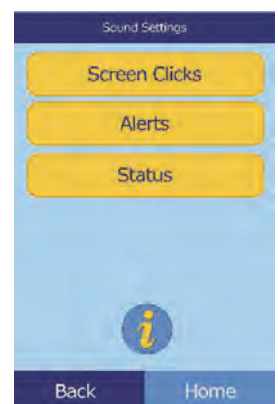 Sound Settings
Screen Clicks
Alerts
Status
i
Back Home